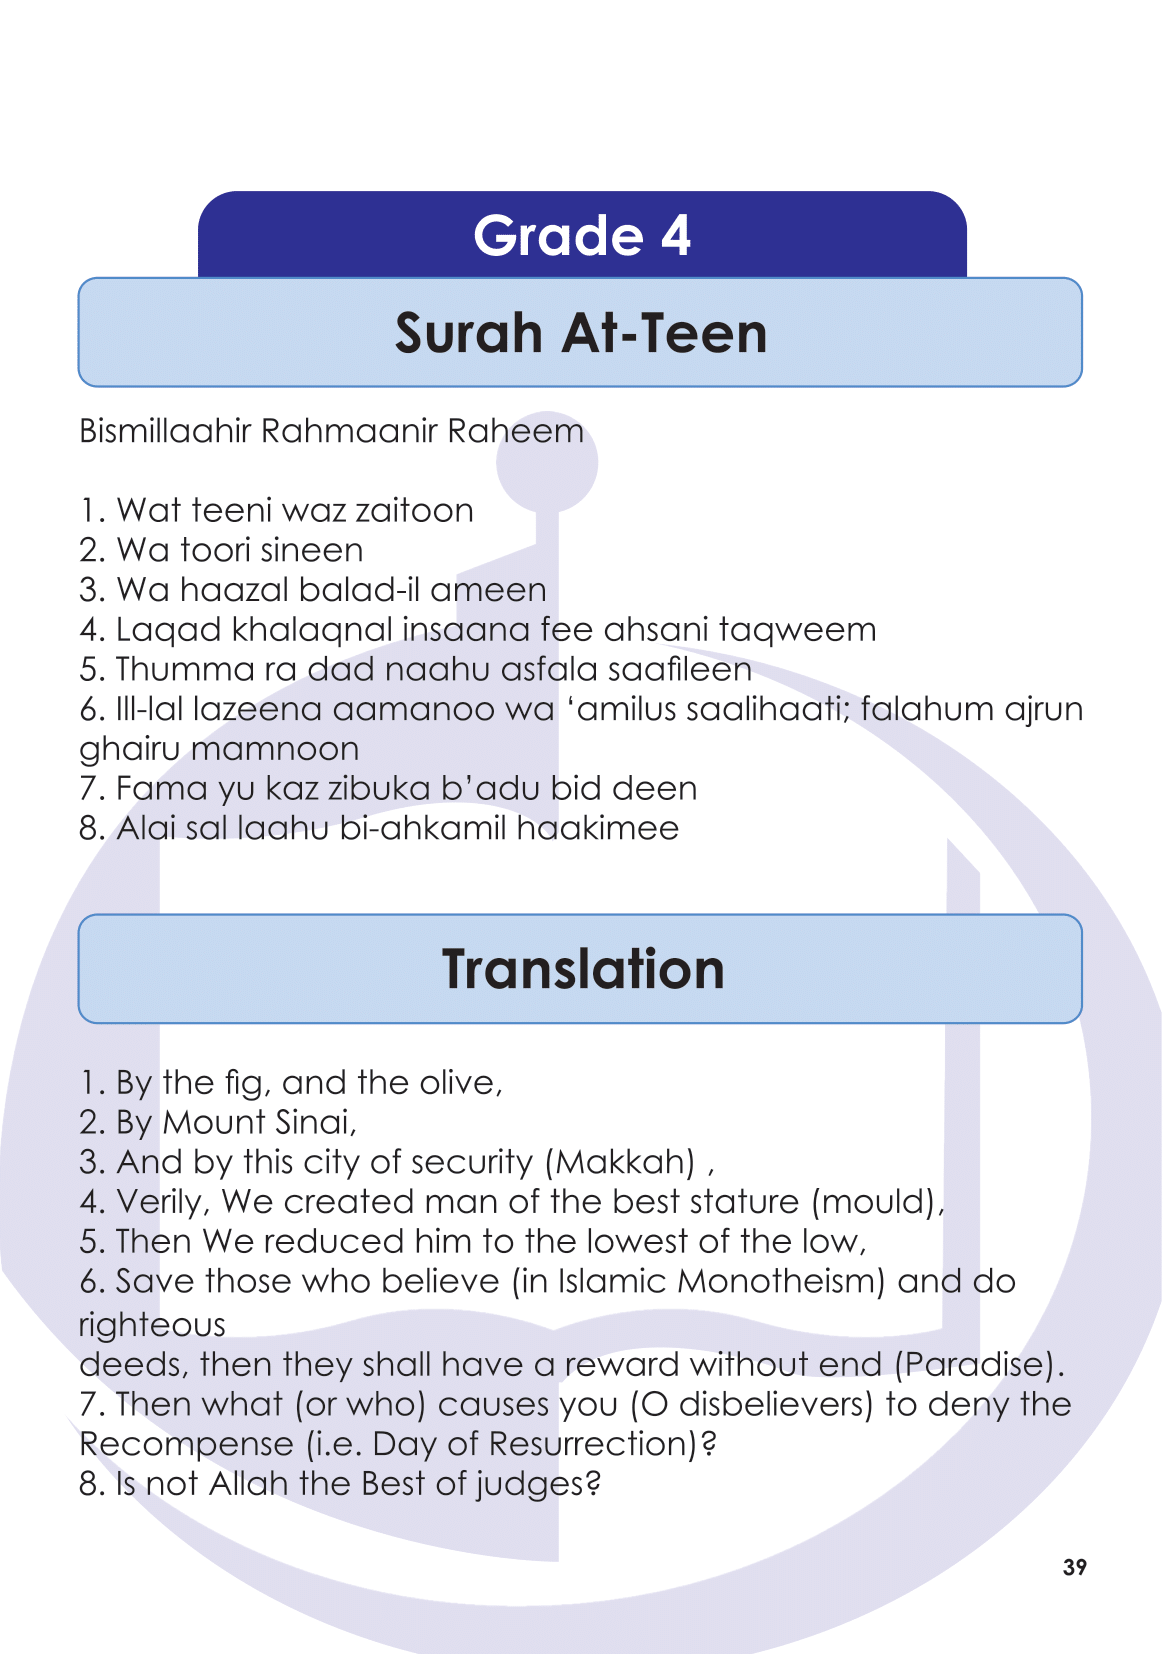 Grade 4
Surah At-Teen
Bismillaahir Rahmaanir Raheem
1. Wat teeni waz zaitoon
2. Wa toori sineen
3. Wa haazal balad-il ameen
4. Laqad khalaqnal insaana fee ahsani taqweem
5. Thumma ra dad naahu asfala saafileen
6. Ill-lal lazeena aamanoo wa ‘amilus saalihaati; falahum ajrun
ghairu mamnoon
7. Fama yu kaz zibuka b’adu bid deen
8. Alai sal laahu bi-ahkamil haakimee
Translation
1. By the fig, and the olive,
2. By Mount Sinai,
3. And by this city of security (Makkah) ,
4. Verily, We created man of the best stature (mould),
5. Then We reduced him to the lowest of the low,
6. Save those who believe (in Islamic Monotheism) and do
righteous
deeds, then they shall have a reward without end (Paradise).
7. Then what (or who) causes you (O disbelievers) to deny the
Recompense (i.e. Day of Resurrection)?
8. Is not Allah the Best of judges?
39